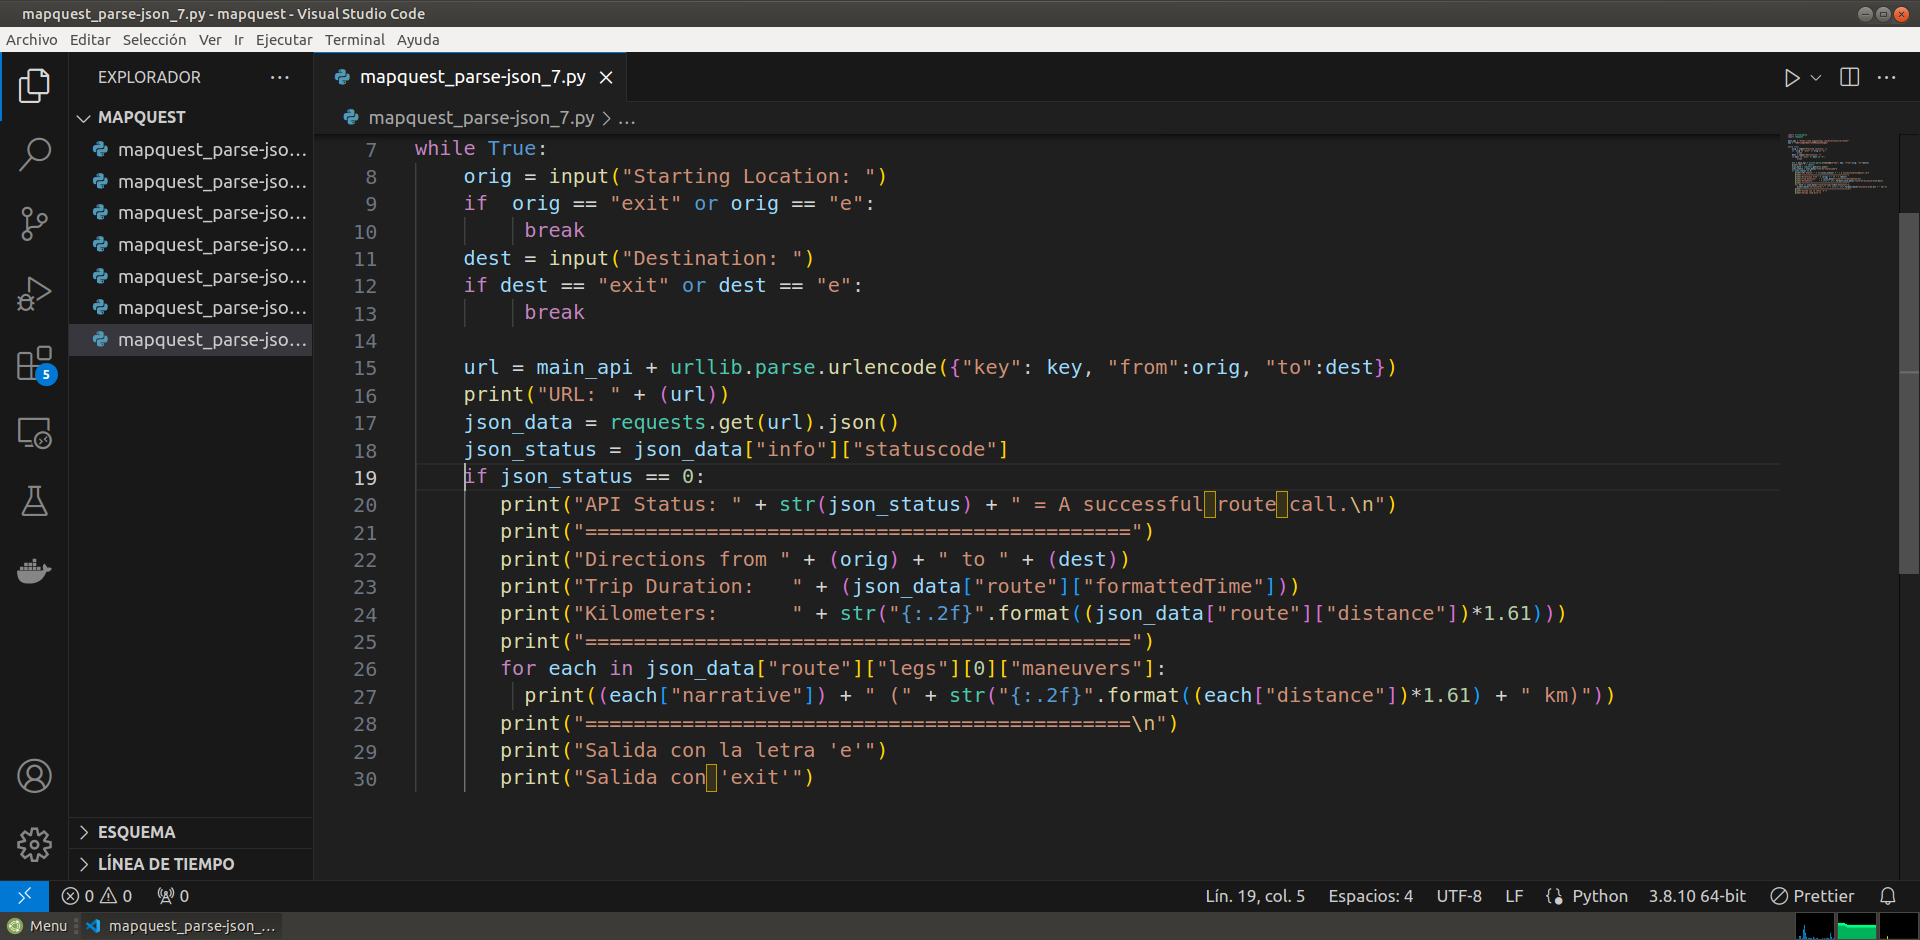 mapquest_parse-json_7.py - mapquest - Visual Studio Code
Archivo Editar Selección Ver Ir Ejecutar Terminal Ayuda
EXPLORADOR
MAPQUEST
mapquest_parse-jso...
mapquest_parse-jso...
mapquest_parse-jso...
mapquest_parse-jso...
mapquest_parse-jso...
mapquest_parse-jso...
mapquest_parse-jso...
5
ESQUEMA
LÍNEA DE TIEMPO
mapquest_parse-json_7.py
mapquest_parse-json_7.py > ...
7 while True:
8     orig = input("Starting Location: ")
9     if  orig == "exit" or orig == "e":
10          break
11     dest = input("Destination: ")
12     if dest == "exit" or dest == "e":
13          break
14
15     url = main_api + urllib.parse.urlencode({"key": key, "from":orig, "to":dest})
16     print("URL: " + (url))
17     json_data = requests.get(url).json()
18     json_status = json_data["info"]["statuscode"]
19     if json_status == 0:
20        print("API Status: " + str(json_status) + " = A successful route call.\n")
21        print("=============================================")
22        print("Directions from " + (orig) + " to " + (dest))
23        print("Trip Duration:   " + (json_data["route"]["formattedTime"]))
24        print("Kilometers:      " + str("{:.2f}".format((json_data["route"]["distance"])*1.61)))
25        print("=============================================")
26        for each in json_data["route"]["legs"][0]["maneuvers"]:
27          print((each["narrative"]) + " (" + str("{:.2f}".format((each["distance"])*1.61) + " km)"))
28        print("=============================================\n")
29        print("Salida con la letra 'e'")
30        print("Salida con 'exit'")
0 0 0
Lín. 19, col. 5 Espacios: 4 UTF-8 LF Python 3.8.10 64-bit Prettier
Menu mapquest_parse-json_...